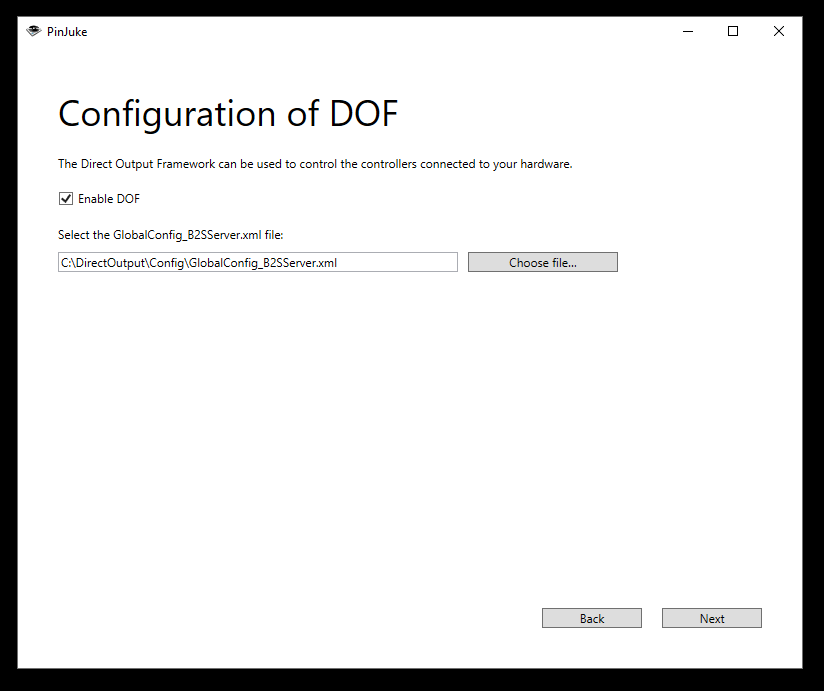 PinJuke
Configuration of DOF
The Direct Output Framework can be used to control the controllers connected to your hardware.
Enable DOF
Select the GlobalConfig_B2SServer.xml file:
C:\DirectOutput\Config\GlobalConfig_B2SServer.xml
Choose file...
Back
Next